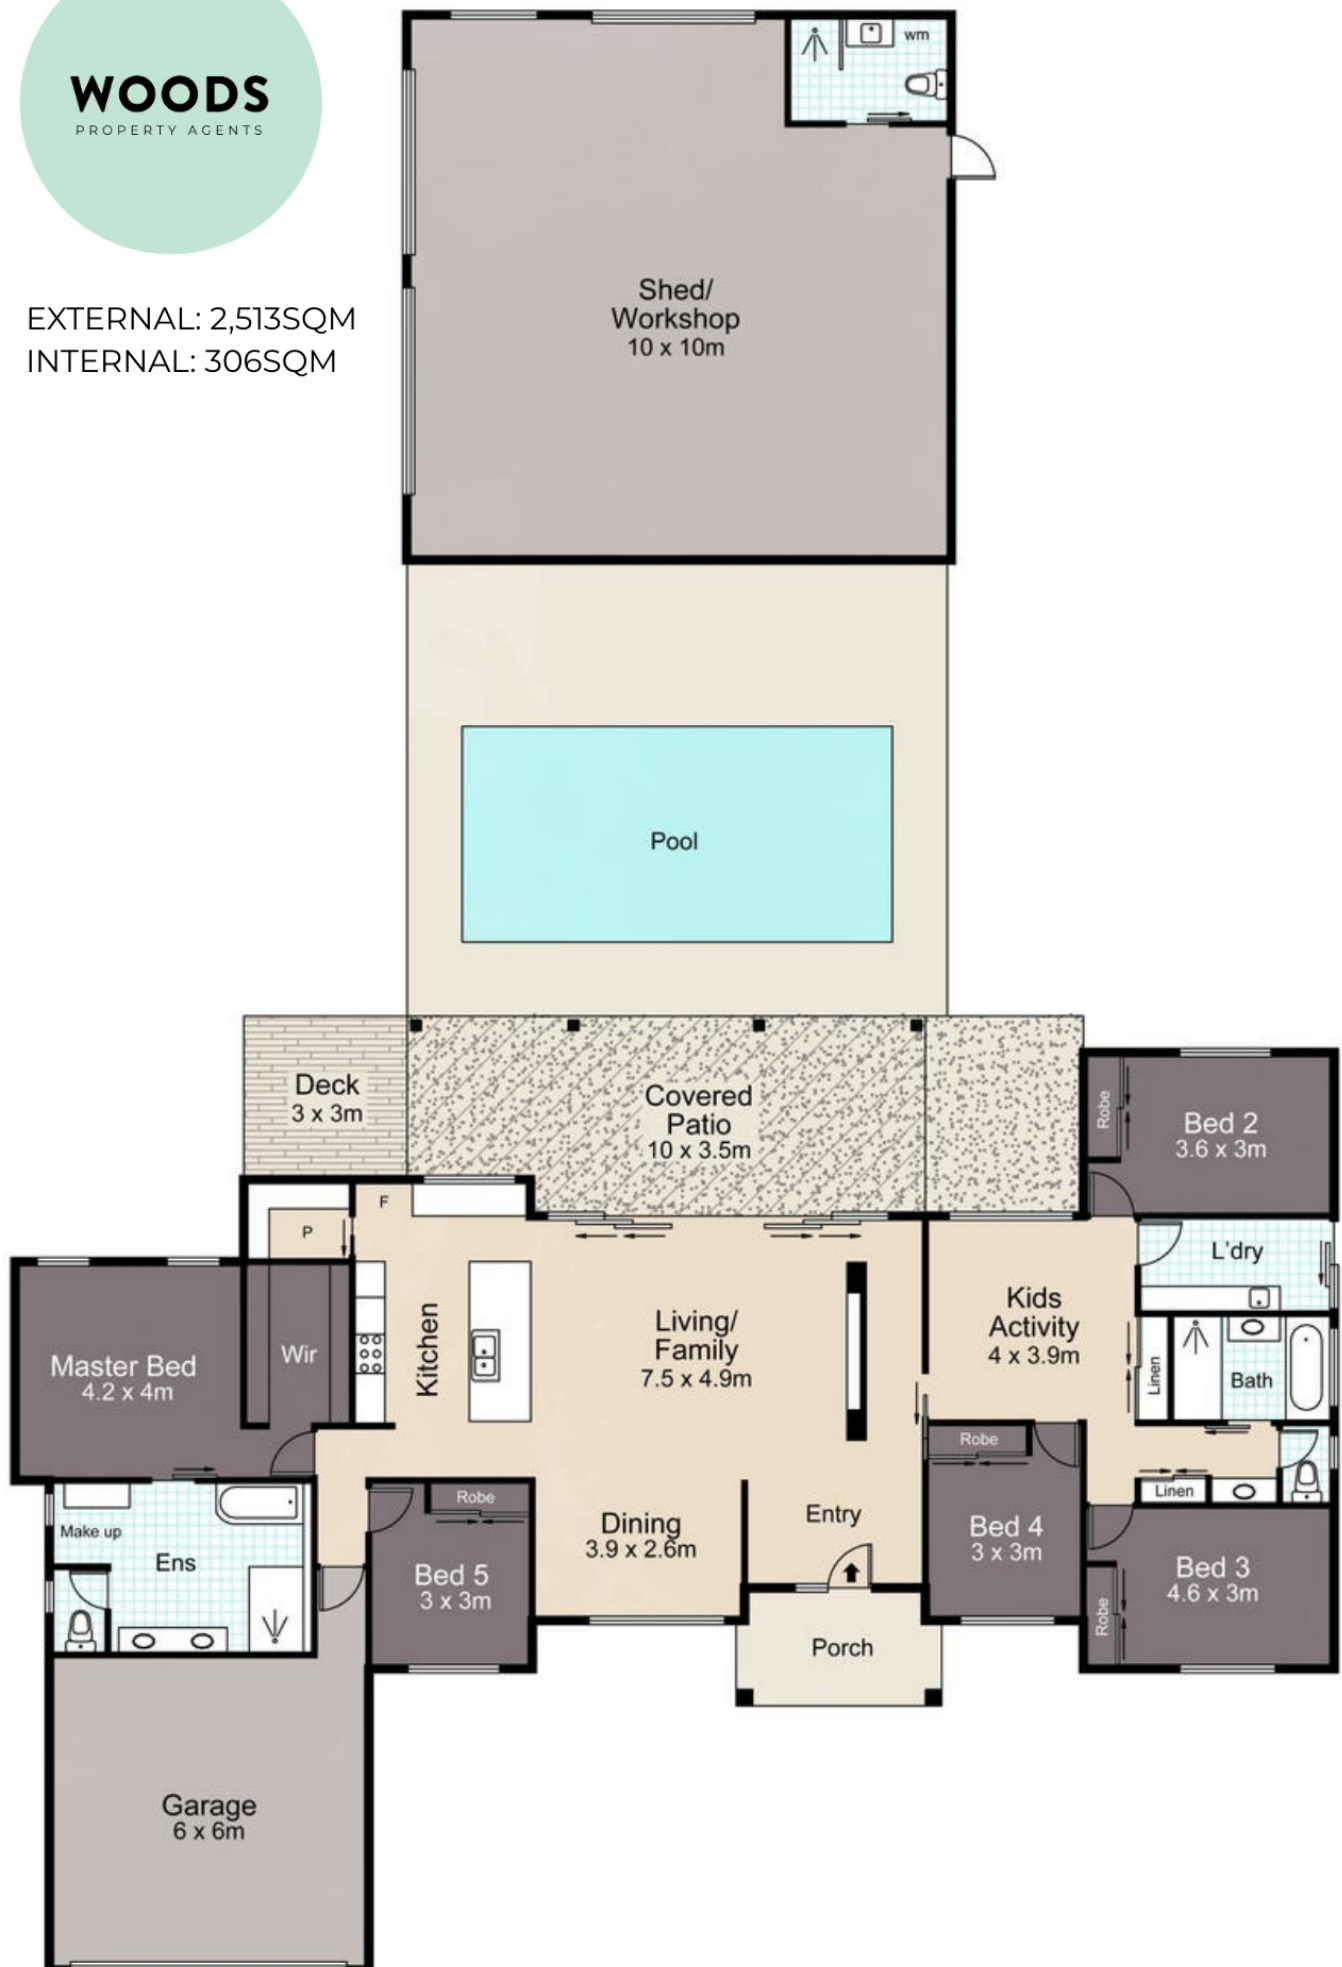 WOODS
PROPERTY AGENTS
EXTERNAL: 2,513SQM
INTERNAL: 306SQM
wm
Shed/
Workshop
10 x 10m
Pool
Deck
3 x 3m
Covered
Patio
10 x 3.5m
Robe
Bed 2
3.6 x 3m
F
P
L'dry
Kitchen
Living/
Family
7.5 x 4.9m
Kids
Activity
4 x 3.9m
Master Bed
4.2 x 4m
Wir
Linen
Bath
Robe
Linen
Make up
Ens
Robe
Bed 5
3 x 3m
Dining
3.9 x 2.6m
Entry
Bed 4
3 x 3m
Bed 3
4.6 x 3m
Robe
Porch
Garage
6 x 6m